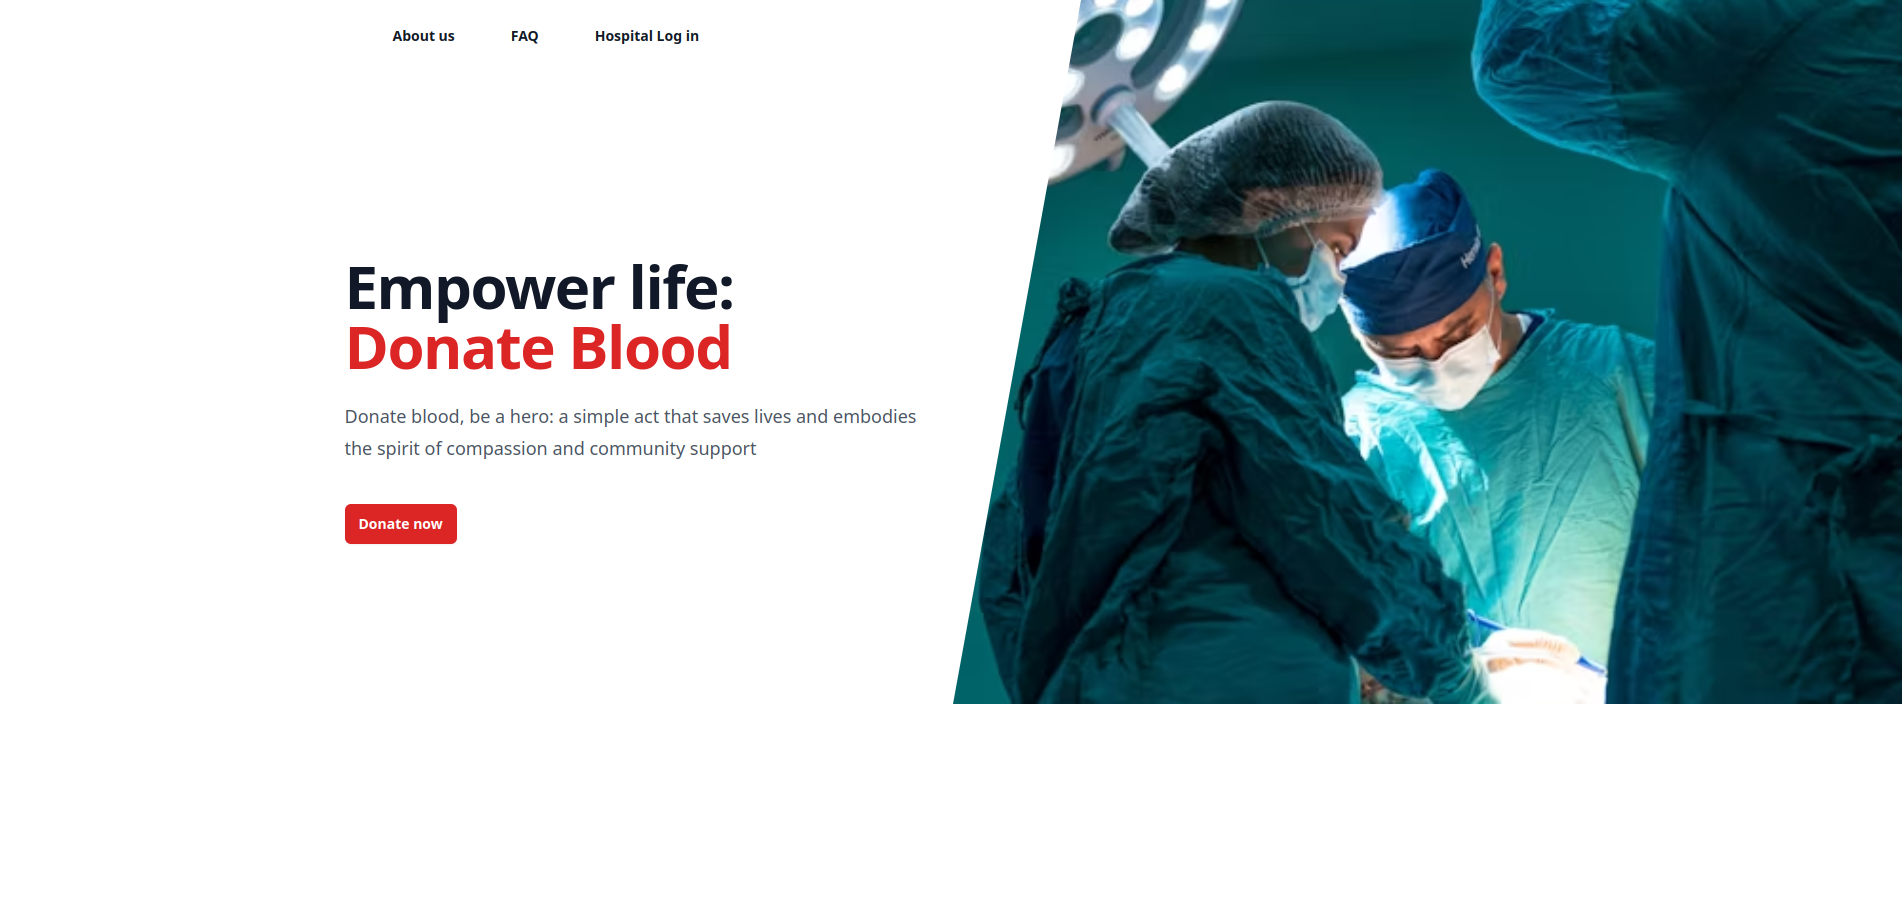 About us FAQ Hospital Log in
Empower life:
Donate Blood
Donate blood, be a hero: a simple act that saves lives and embodies
the spirit of compassion and community support
Donate now